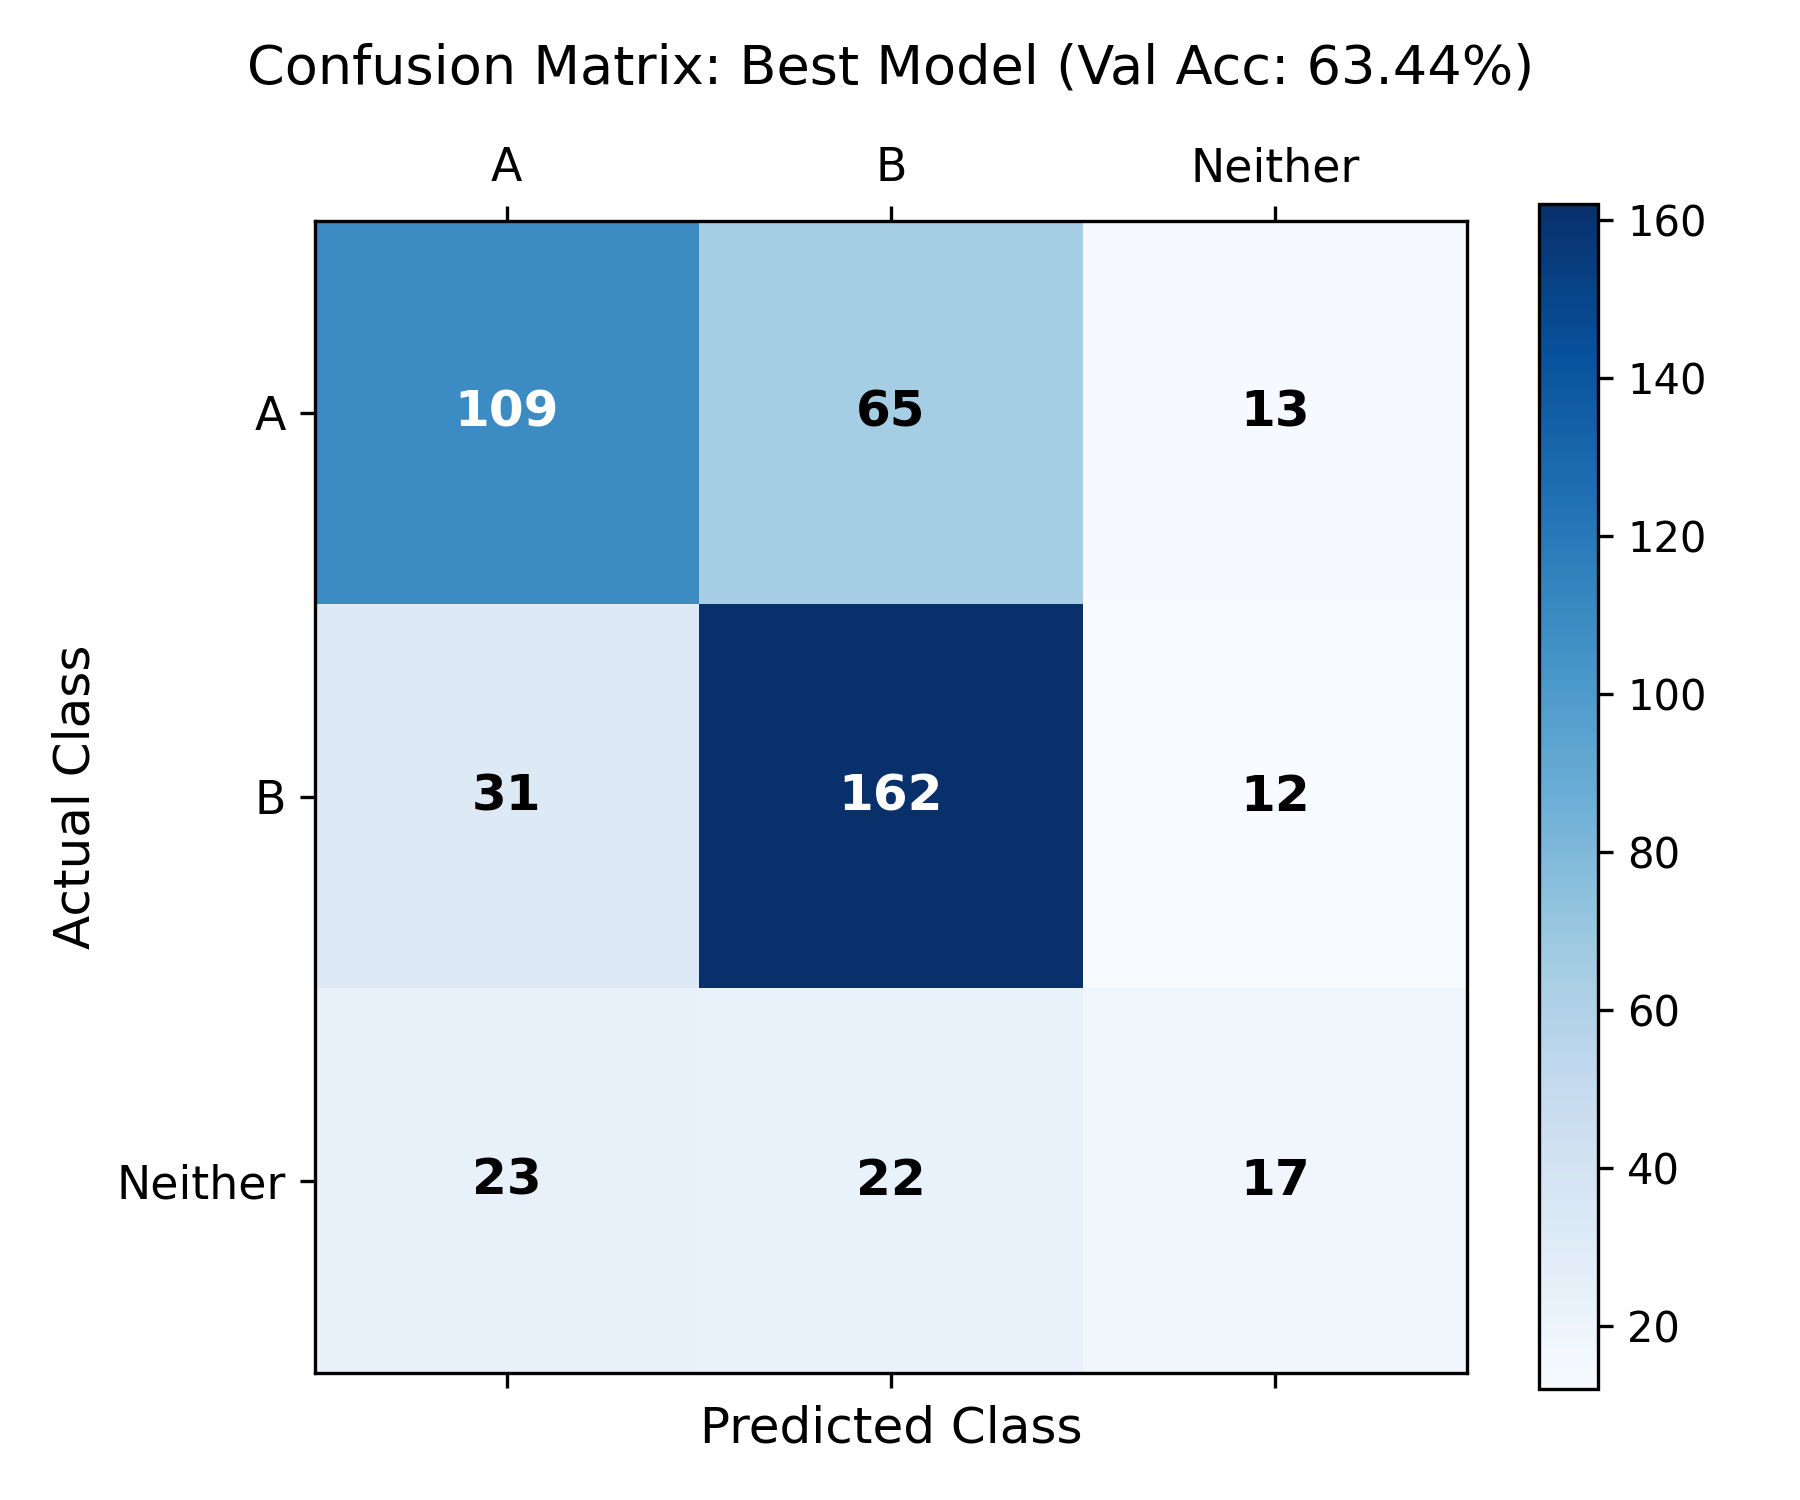 Confusion Matrix: Best Model (Val Acc: 63.44%)
A B Neither
A 109 65 13
B 31 162 12
Neither 23 22 17
Actual Class
Predicted Class
160
140
120
100
80
60
40
20